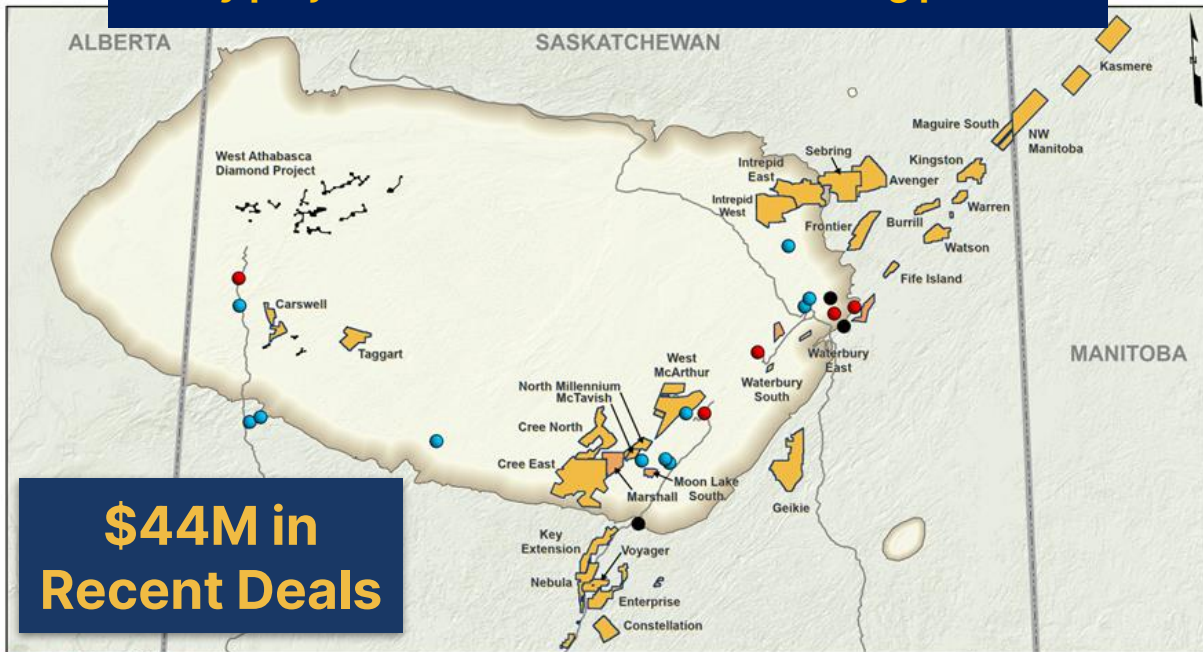 ALBERTA
SASKATCHEWAN
Kasmere
Maguire South
NW
Manitoba
West Athabasca
Diamond Project
Sebring
Intrepid
East
Kingston
Avenger
Intrepid
West
Warren
Frontier
Burrill
Watson
Fife Island
Carswell
Taggart
MANITOBA
Waterbury
East
West
McArthur
Waterbury
South
North Millennium
McTavish
Cree North
Cree East
Moon Lake
South
Marshall
Geikie
$44M in
Recent Deals
Key
Extension
Voyager
Nebula
Enterprise
Constellation